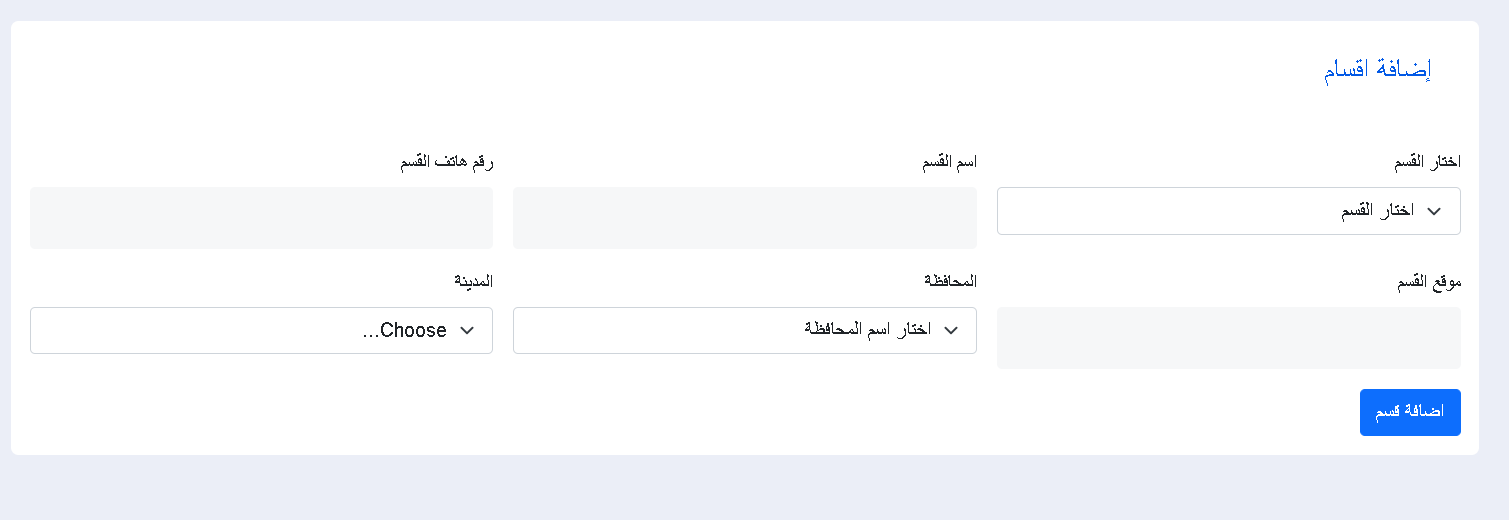 إضافة اقسام
اختار القسم
اسم القسم
رقم هاتف القسم
اختار القسم
موقع القسم
المحافظة
المدينة
اختار اسم المحافظة
Choose...
اضافة قسم